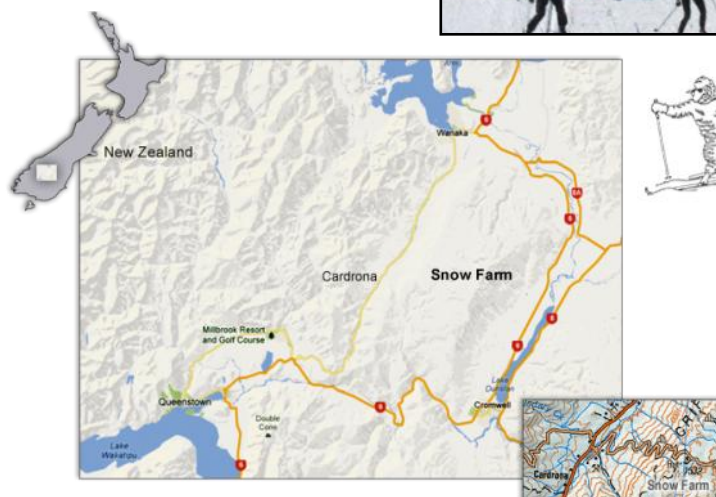 New Zealand
6
Wanaka
8A
6
Cardrona
Snow Farm
Millbrook Resort
and Golf Course
8
6
Lake
Dunstan
Queenstown
Cromwell
6
Double
Cone
Lake
Wakatipu
6
Cardrona
Snow Farm